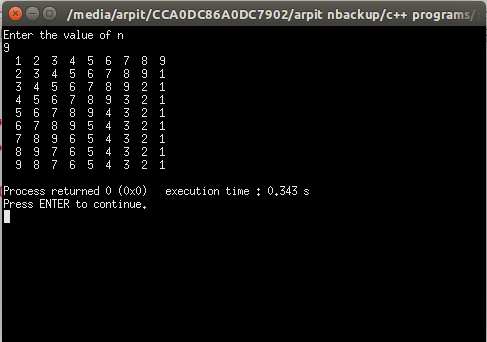 /media/arpit/CCA0DC86A0DC7902/arpit nbackup/c++ programs/
Enter the value of n
9
1 2 3 4 5 6 7 8 9
2 3 4 5 6 7 8 9 1
3 4 5 6 7 8 9 2 1
4 5 6 7 8 9 3 2 1
5 6 7 8 9 4 3 2 1
6 7 8 9 5 4 3 2 1
7 8 9 6 5 4 3 2 1
8 9 7 6 5 4 3 2 1
9 8 7 6 5 4 3 2 1
Process returned 0 (0x0)   execution time : 0.343 s
Press ENTER to continue.